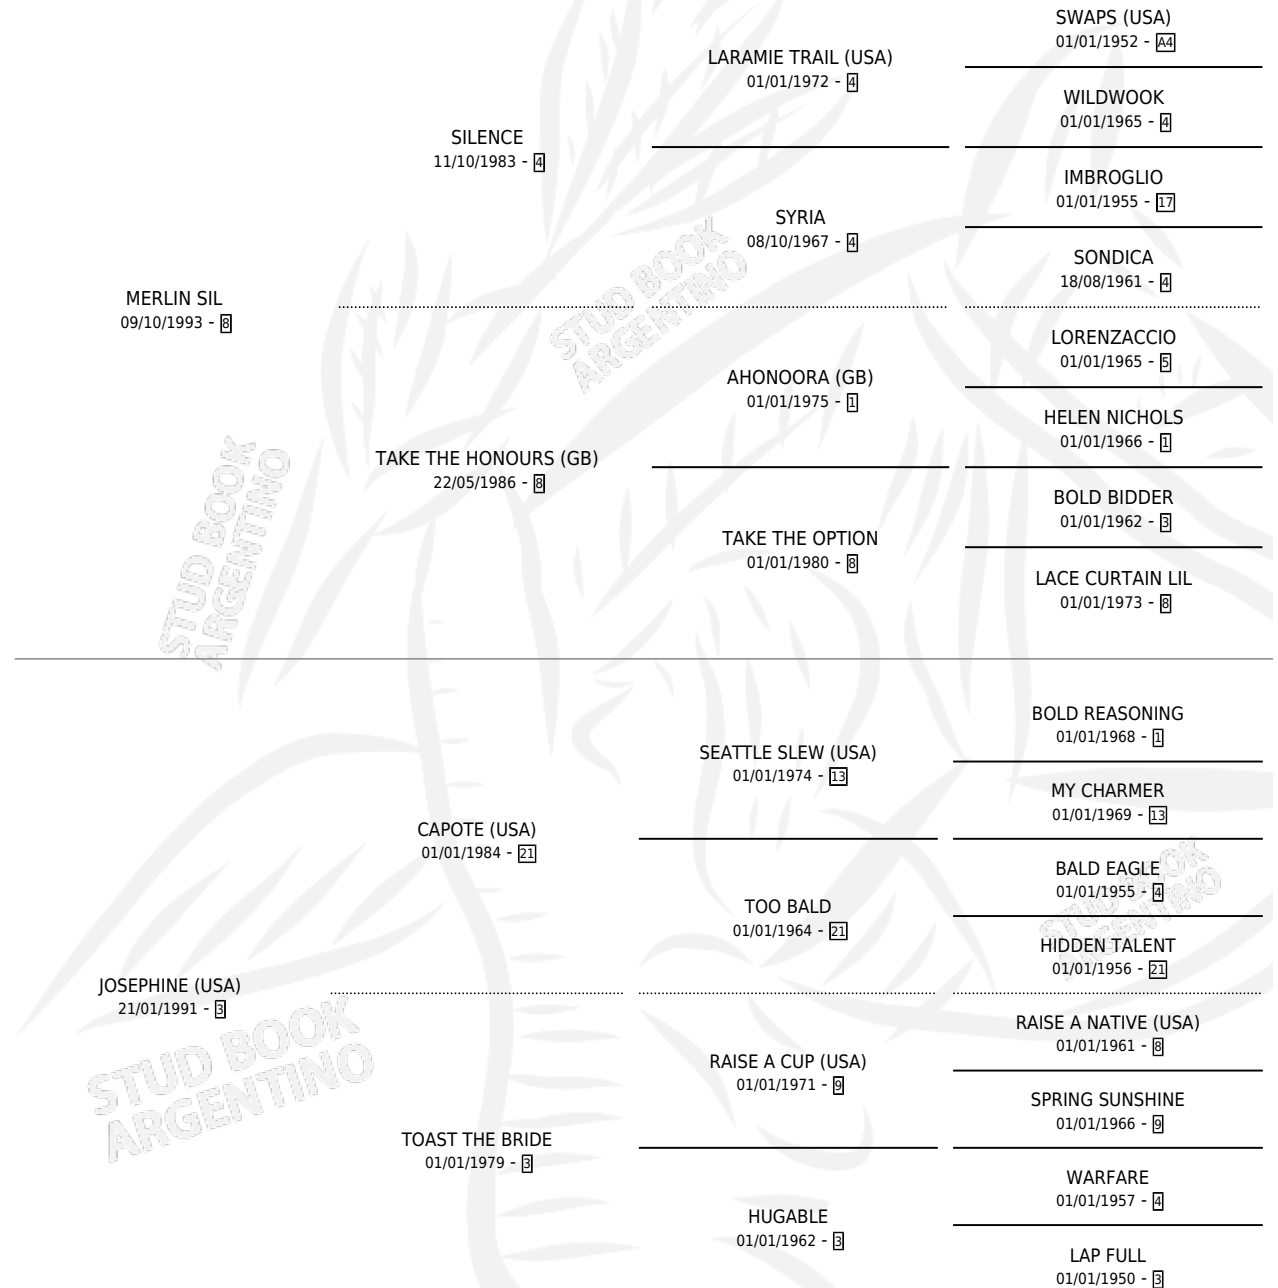 SWAPS (USA)
01/01/1952 - A4
LARAMIE TRAIL (USA)
01/01/1972 - 4
WILDWOOK
01/01/1965 - 4
SILENCE
11/10/1983 - 4
IMBROGLIO
01/01/1955 - 17
SYRIA
08/10/1967 - 4
SONDICA
18/08/1961 - 4
MERLIN SIL
09/10/1993 - 8
LORENZACCIO
01/01/1965 - 5
AHONOORA (GB)
01/01/1975 - 1
HELEN NICHOLS
01/01/1966 - 1
TAKE THE HONOURS (GB)
22/05/1986 - 8
BOLD BIDDER
01/01/1962 - 3
TAKE THE OPTION
01/01/1980 - 8
LACE CURTAIN LIL
01/01/1973 - 8
BOLD REASONING
01/01/1968 - 1
SEATTLE SLEW (USA)
01/01/1974 - 13
MY CHARMER
01/01/1969 - 13
CAPOTE (USA)
01/01/1984 - 21
BALD EAGLE
01/01/1955 - 4
TOO BALD
01/01/1964 - 21
HIDDEN TALENT
01/01/1956 - 21
JOSEPHINE (USA)
21/01/1991 - 3
RAISE A NATIVE (USA)
01/01/1961 - 8
RAISE A CUP (USA)
01/01/1971 - 9
SPRING SUNSHINE
01/01/1966 - 9
TOAST THE BRIDE
01/01/1979 - 3
WARFARE
01/01/1957 - 4
HUGABLE
01/01/1962 - 3
LAP FULL
01/01/1950 - 3
STUD BOOK
ARGENTINO
STUD BOOK
ARGENTINO
STUD BOOK
ARGENTINO
STUD BOOK
ARGENTINO